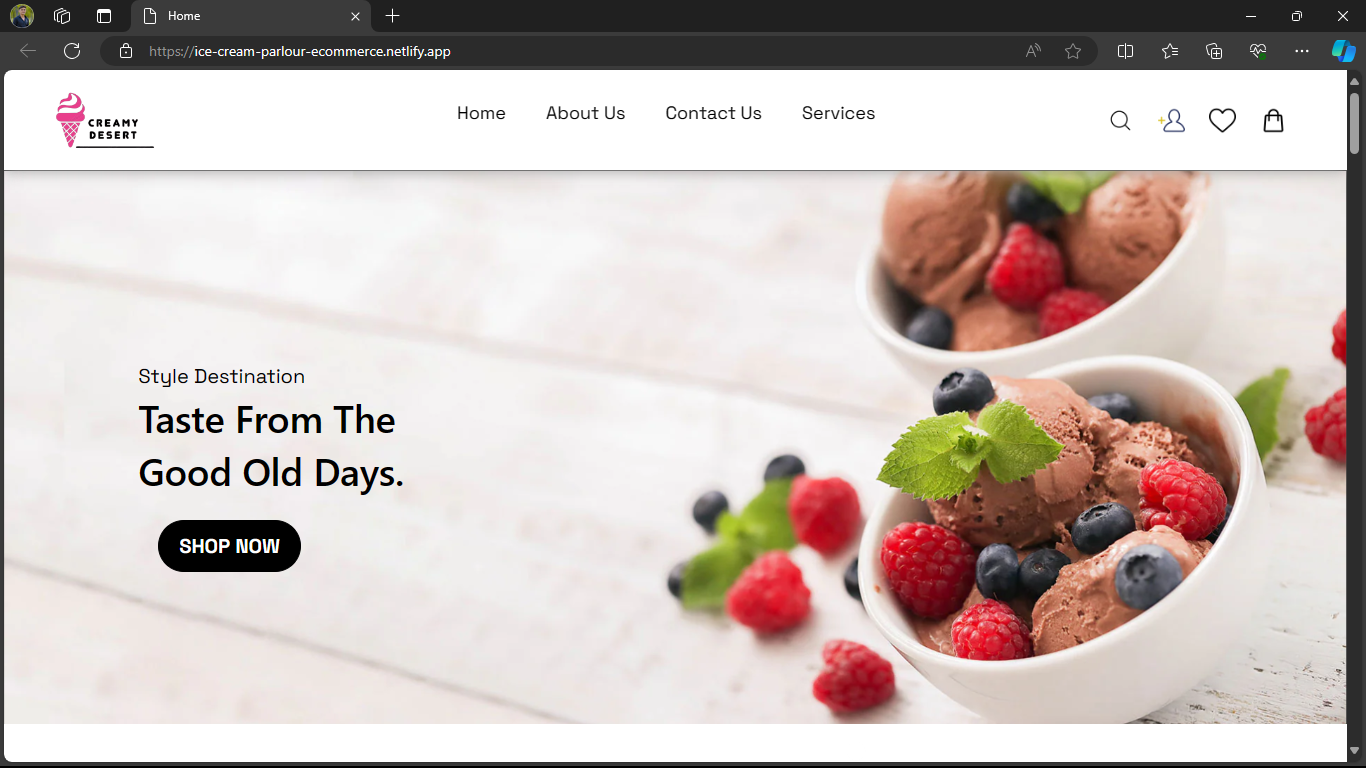 Home
https://ice-cream-parlour-ecommerce.netlify.app
CREAMY
DESERT
Home
About Us
Contact Us
Services
Style Destination
Taste From The
Good Old Days.
SHOP NOW